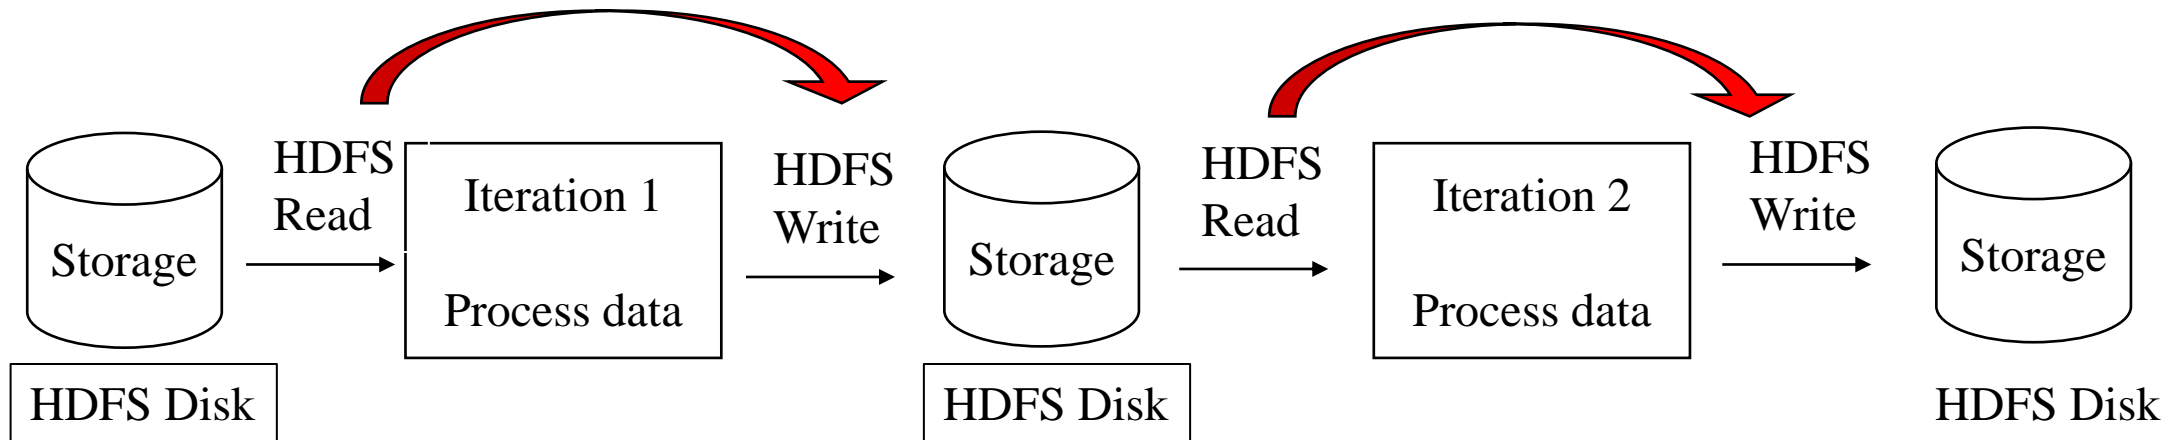 HDFS
Read
Iteration 1
Process data
HDFS
Write
Storage
HDFS Disk
Storage
HDFS Disk
HDFS
Read
Iteration 2
Process data
HDFS
Write
Storage
HDFS Disk